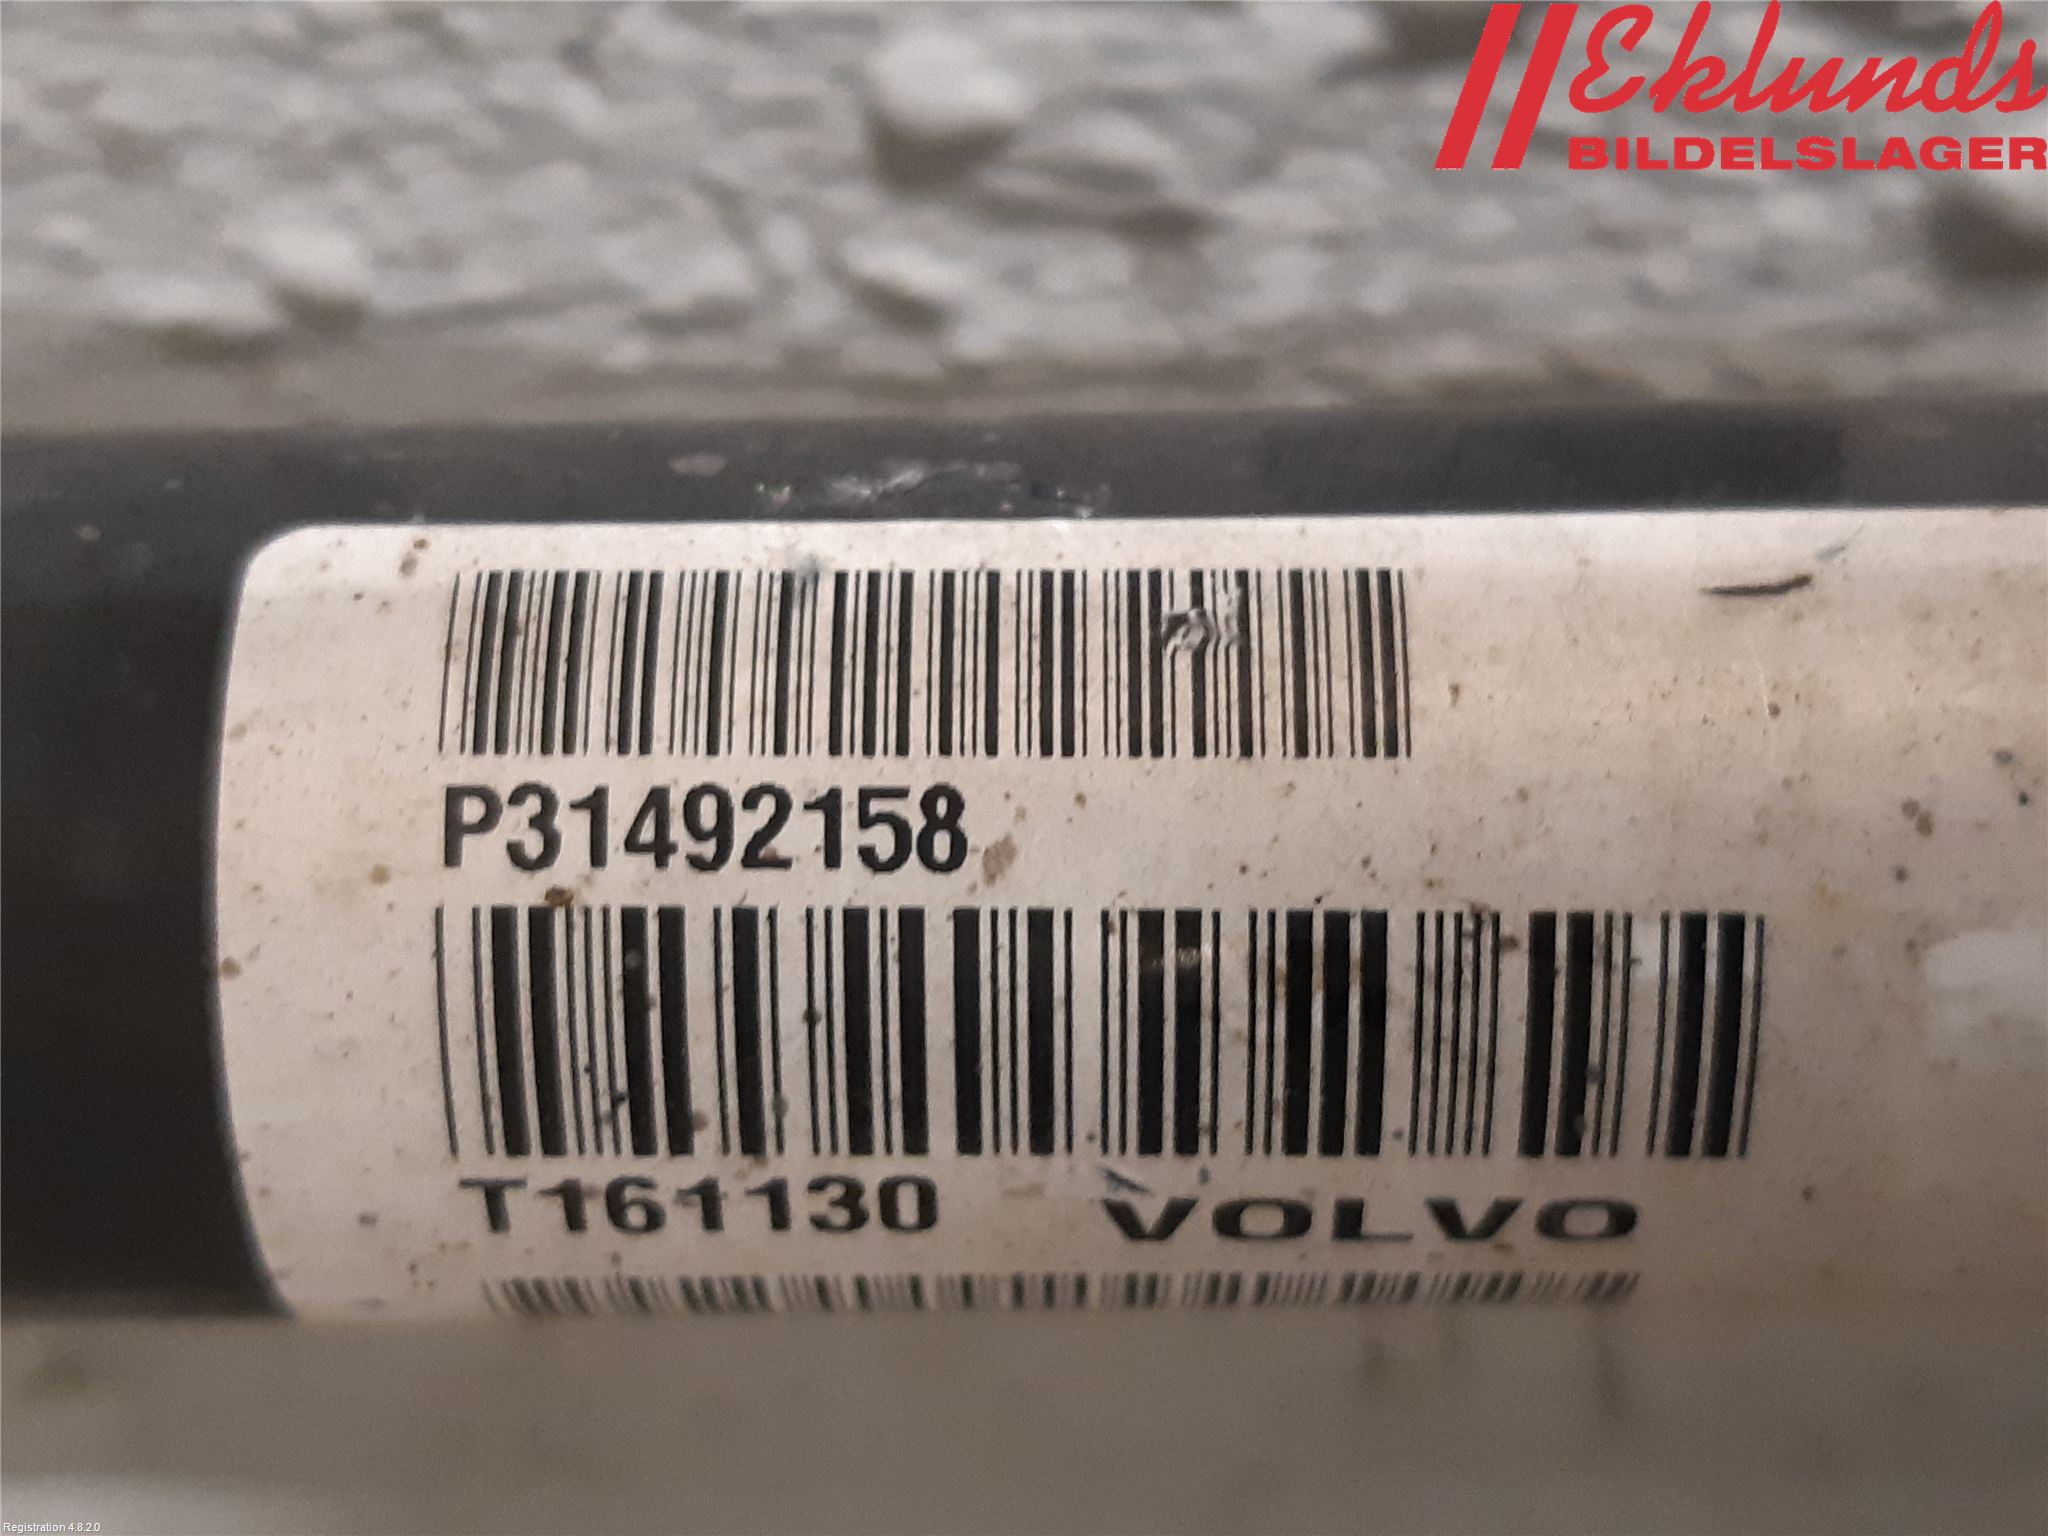 Eklunds
BILDELSLAGER
P31492158
T161130 VOLVO
Registration 4.8.2.0